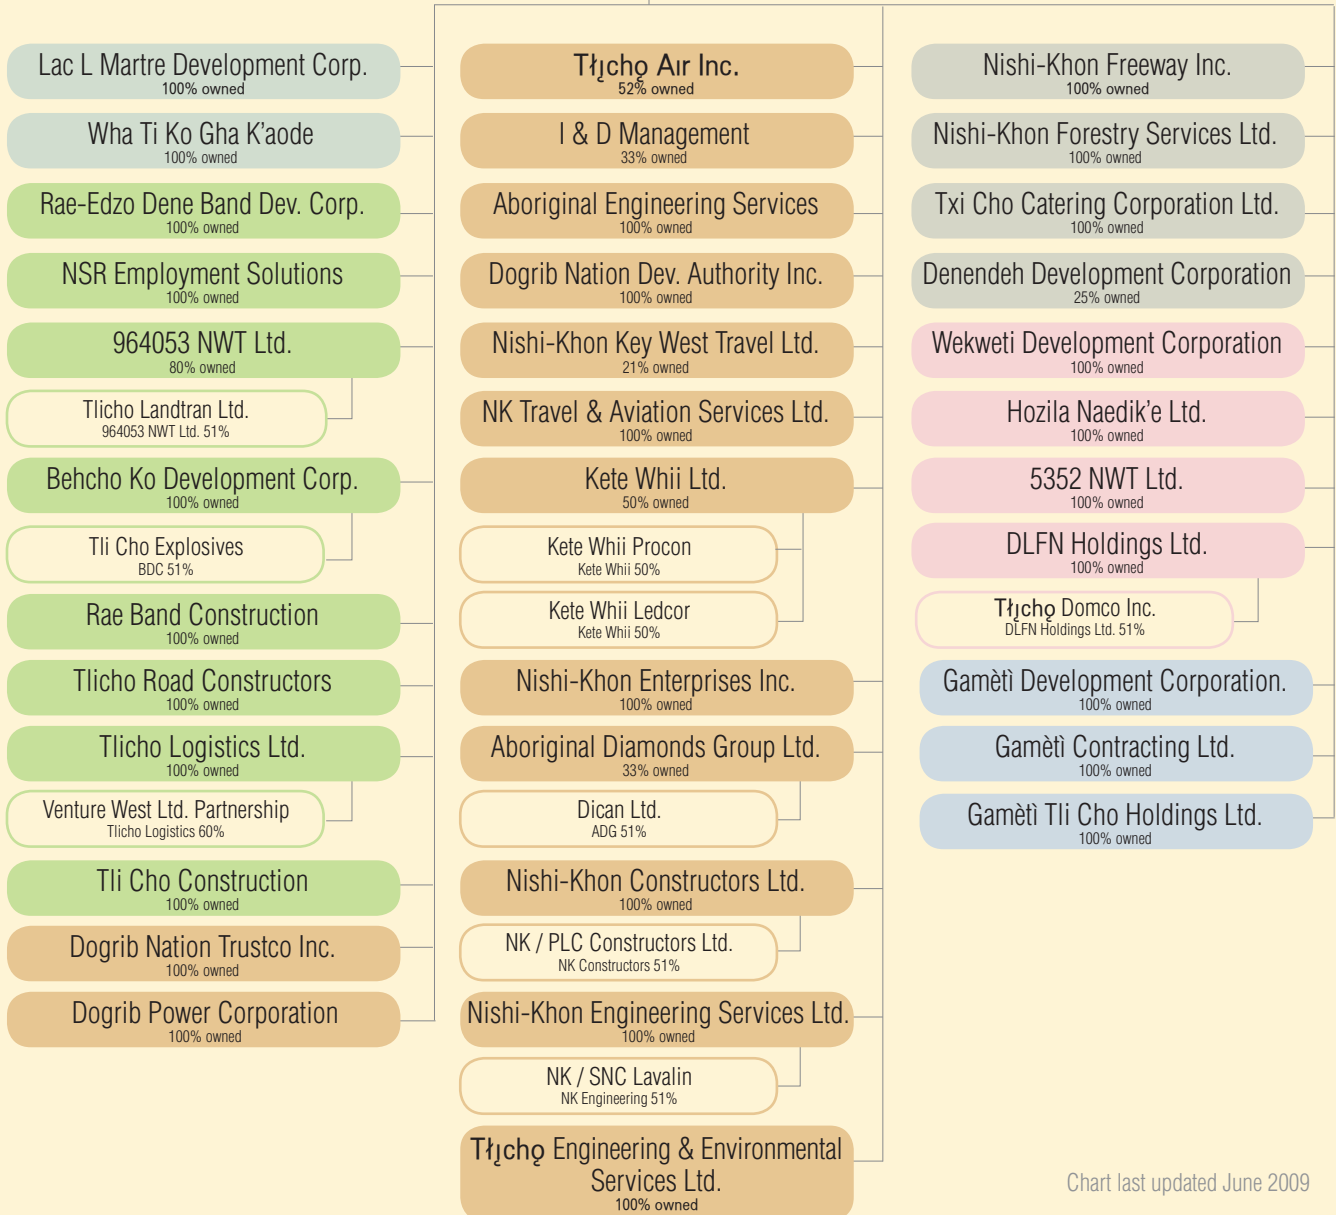 Lac L Martre Development Corp.
100% owned
Wha Ti Ko Gha K'aode
100% owned
Rae-Edzo Dene Band Dev. Corp.
100% owned
NSR Employment Solutions
100% owned
964053 NWT Ltd.
80% owned
Tlicho Landtran Ltd.
964053 NWT Ltd. 51%
Behcho Ko Development Corp.
100% owned
Tli Cho Explosives
BDC 51%
Rae Band Construction
100% owned
Tlicho Road Constructors
100% owned
Tlicho Logistics Ltd.
100% owned
Venture West Ltd. Partnership
Tlicho Logistics 60%
Tli Cho Construction
100% owned
Dogrib Nation Trustco Inc.
100% owned
Dogrib Power Corporation
100% owned
Tłı̨chǫ Aır Inc.
52% owned
I & D Management
33% owned
Aboriginal Engineering Services
100% owned
Dogrib Nation Dev. Authority Inc.
100% owned
Nishi-Khon Key West Travel Ltd.
21% owned
NK Travel & Aviation Services Ltd.
100% owned
Kete Whii Ltd.
50% owned
Kete Whii Procon
Kete Whii 50%
Kete Whii Ledcor
Kete Whii 50%
Nishi-Khon Enterprises Inc.
100% owned
Aboriginal Diamonds Group Ltd.
33% owned
Dican Ltd.
ADG 51%
Nishi-Khon Constructors Ltd.
100% owned
NK / PLC Constructors Ltd.
NK Constructors 51%
Nishi-Khon Engineering Services Ltd.
100% owned
NK / SNC Lavalin
NK Engineering 51%
Tłı̨chǫ Engineering & Environmental
Services Ltd.
100% owned
Nishi-Khon Freeway Inc.
100% owned
Nishi-Khon Forestry Services Ltd.
100% owned
Txi Cho Catering Corporation Ltd.
100% owned
Denendeh Development Corporation
25% owned
Wekweti Development Corporation
100% owned
Hozila Naedik'e Ltd.
100% owned
5352 NWT Ltd.
100% owned
DLFN Holdings Ltd.
100% owned
Tłı̨chǫ Domco Inc.
DLFN Holdings Ltd. 51%
Gamètì Development Corporation.
100% owned
Gamètì Contracting Ltd.
100% owned
Gamètì Tli Cho Holdings Ltd.
100% owned
Chart last updated June 2009